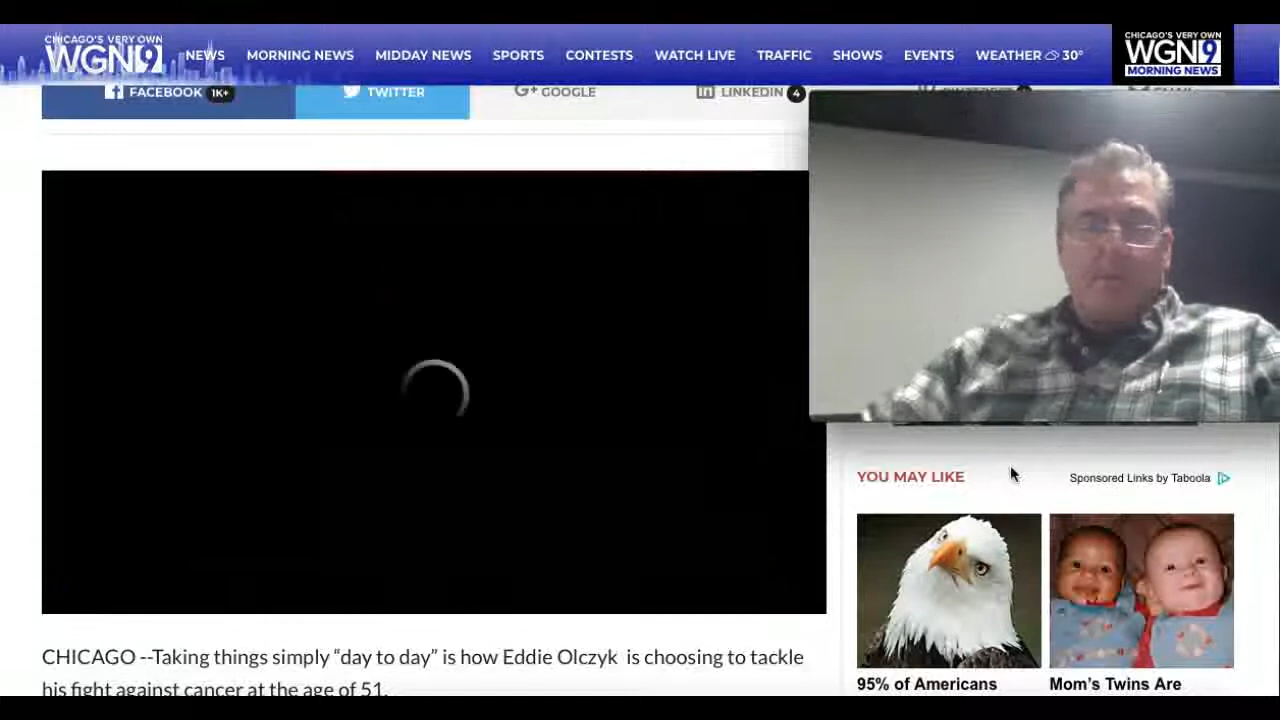 CHICAGO'S VERY OWN
WGN9
NEWS MORNING NEWS MIDDAY NEWS SPORTS CONTESTS WATCH LIVE TRAFFIC SHOWS EVENTS WEATHER 30°
CHICAGO'S VERY OWN
WGN9
MORNING NEWS
FACEBOOK 1K+ TWITTER G+ GOOGLE in LINKEDIN 4
YOU MAY LIKE Sponsored Links by Taboola
CHICAGO --Taking things simply “day to day” is how Eddie Olczyk is choosing to tackle
his fight against cancer at the age of 51.
95% of Americans Mom’s Twins Are